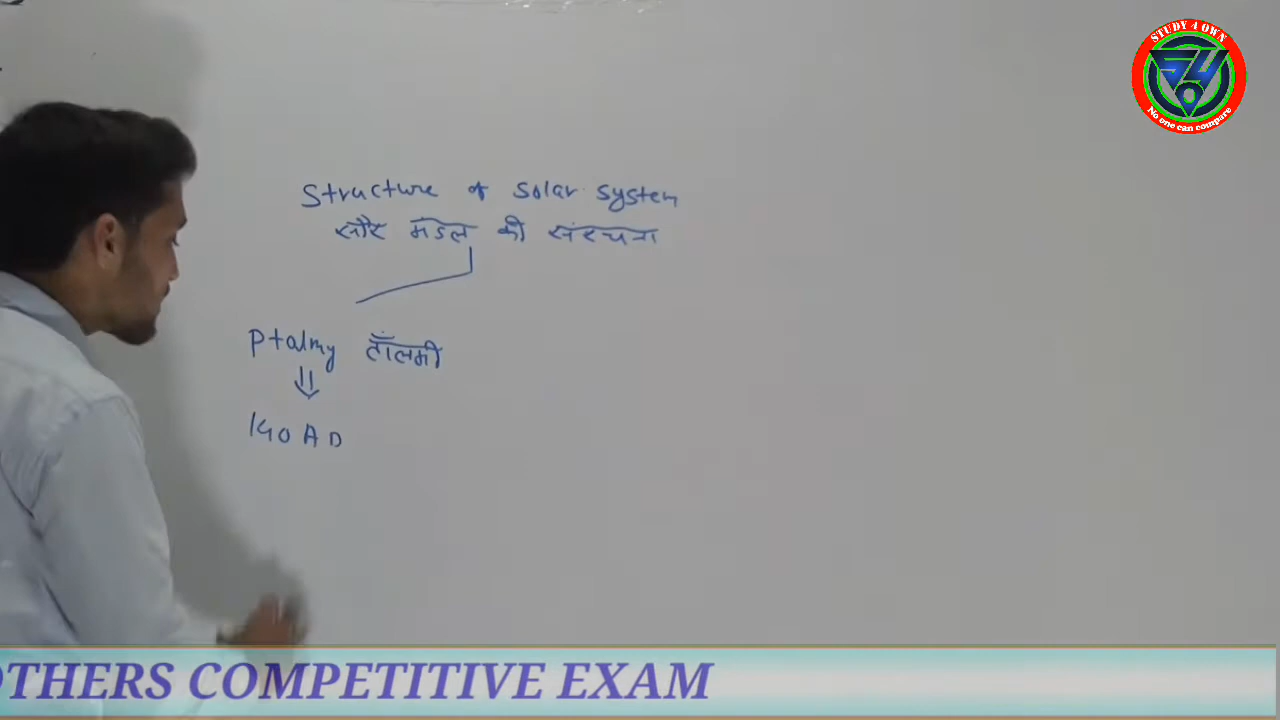 STUDY 4 OWN
S4O
No one can compare
Structure of Solar System
सौर मंडल की संरचना
Ptalmy टॉलमी
140 AD
OTHERS COMPETITIVE EXAM